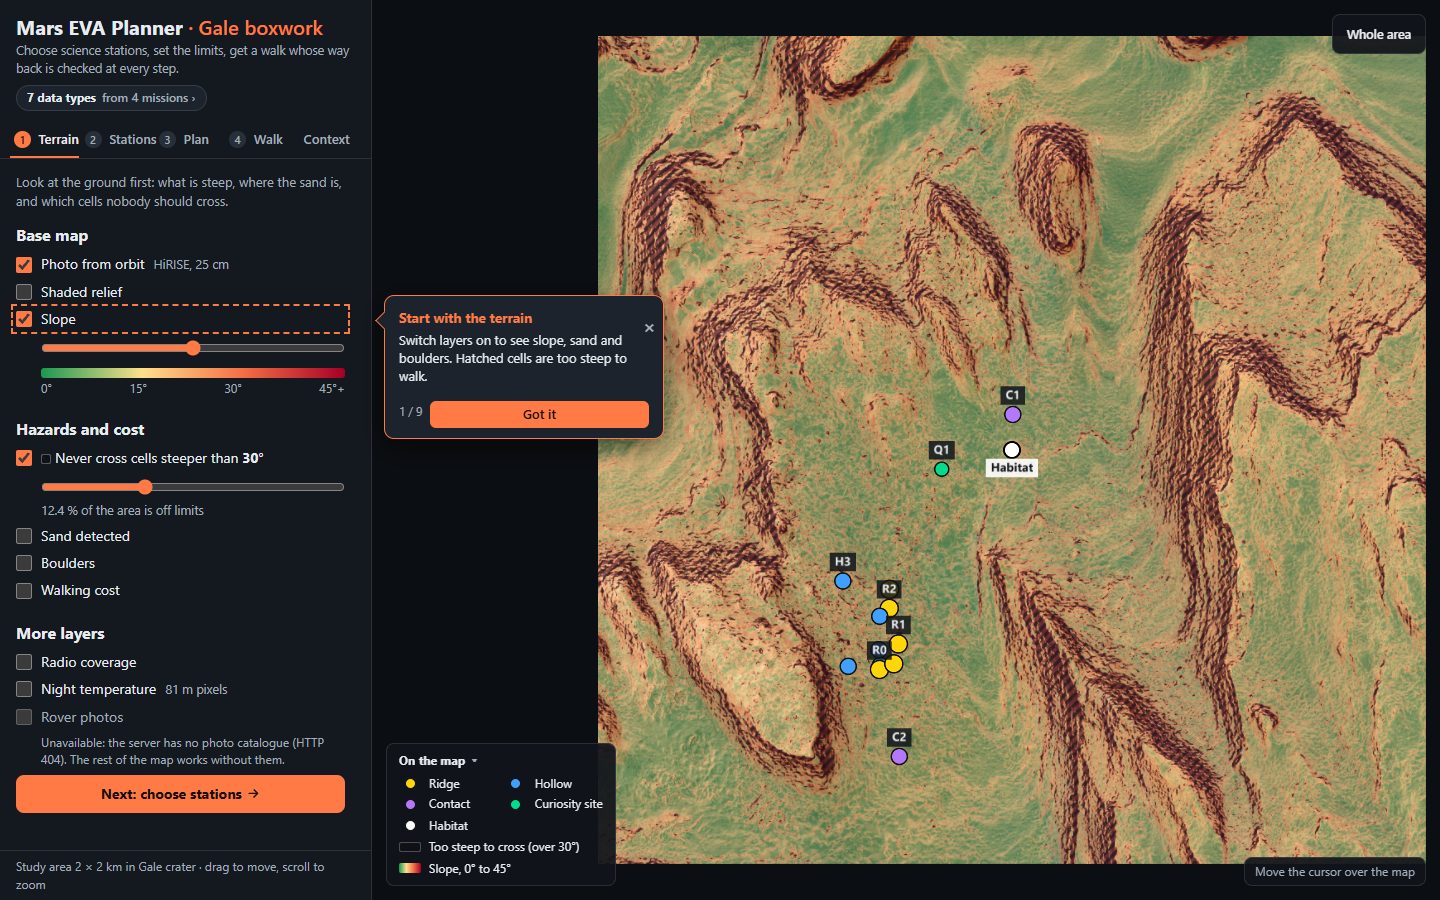 Mars EVA Planner · Gale boxwork
Choose science stations, set the limits, get a walk whose way
back is checked at every step.
7 data types from 4 missions ›
1 Terrain 2 Stations 3 Plan 4 Walk Context
Look at the ground first: what is steep, where the sand is,
and which cells nobody should cross.
Base map
Photo from orbit HiRISE, 25 cm
Shaded relief
Slope
0° 15° 30° 45°+
Hazards and cost
Never cross cells steeper than 30°
12.4 % of the area is off limits
Sand detected
Boulders
Walking cost
More layers
Radio coverage
Night temperature 81 m pixels
Rover photos
Unavailable: the server has no photo catalogue (HTTP
404). The rest of the map works without them.
Next: choose stations →
Study area 2 × 2 km in Gale crater · drag to move, scroll to
zoom
Start with the terrain
Switch layers on to see slope, sand and
boulders. Hatched cells are too steep to
walk.
1 / 9 Got it
Whole area
C1
Q1
Habitat
H3
R2
R1
R0
C2
On the map
Ridge Hollow
Contact Curiosity site
Habitat
Too steep to cross (over 30°)
Slope, 0° to 45°
Move the cursor over the map